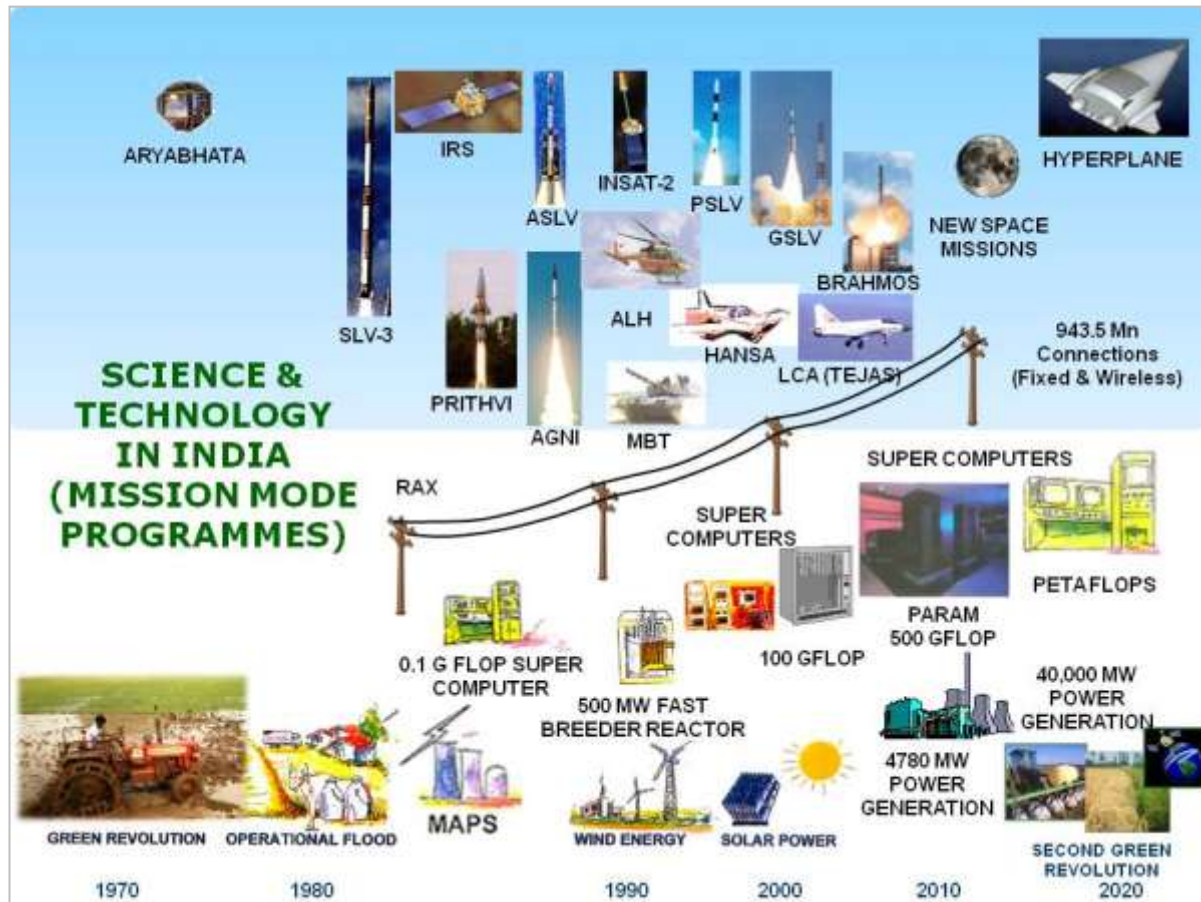 ARYABHATA
IRS
ASLV
INSAT-2
PSLV
GSLV
HYPERPLANE
NEW SPACE
MISSIONS
BRAHMOS
SLV-3
PRITHVI
AGNI
ALH
HANSA
LCA (TEJAS)
MBT
943.5 Mn
Connections
(Fixed & Wireless)
SCIENCE &
TECHNOLOGY
IN INDIA
(MISSION MODE
PROGRAMMES)
RAX
SUPER
COMPUTERS
SUPER COMPUTERS
0.1 G FLOP SUPER
COMPUTER
500 MW FAST
BREEDER REACTOR
100 GFLOP
PARAM
500 GFLOP
PETAFLOPS
4780 MW
POWER
GENERATION
40,000 MW
POWER
GENERATION
GREEN REVOLUTION
OPERATIONAL FLOOD
MAPS
WIND ENERGY
SOLAR POWER
SECOND GREEN
REVOLUTION
1970
1980
1990
2000
2010
2020